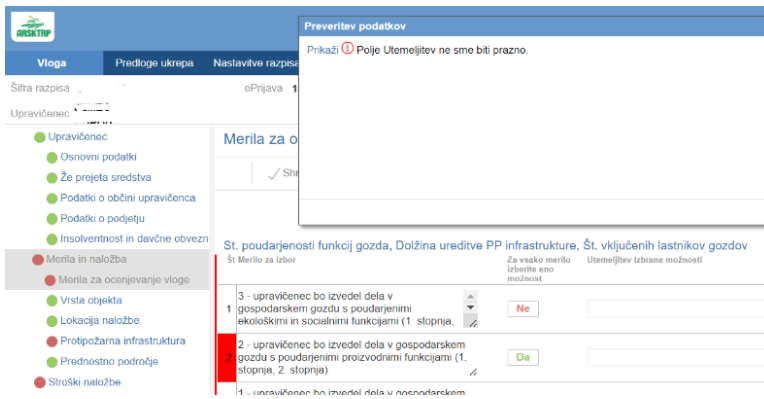 ARSKTRP
Preveritev podatkov
Prikaži Polje Utemeljitev ne sme biti prazno.
Vloga Predloge ukrepa Nastavitve razpisa
Šifra razpisa ePrijava 1
Upravičenec
Upravičenec
Osnovni podatki
Že prejeta sredstva
Podatki o občini upravičenca
Podatki o podjetju
Insolventnost in davčne obvezn
Merila in naložba
Merila za ocenjevanje vloge
Vrsta objekta
Lokacija naložbe
Protipožarna infrastruktura
Prednostno področje
Stroški naložbe
Merila za o
Shr
St. poudarjenosti funkcij gozda, Dolžina ureditve PP infrastrukture, Št. vključenih lastnikov gozdov
Št Merilo za izbor
Za vsako merilo
izberite eno
možnost
Utemeljitev izbrane možnosti
1
3 - upravičenec bo izvedel dela v
gospodarskem gozdu s poudarjenimi
ekološkimi in socialnimi funkcijami (1. stopnja,
Ne
2
2 - upravičenec bo izvedel dela v gospodarskem
gozdu s poudarjenimi proizvodnimi funkcijami (1.
stopnja, 2. stopnja)
Da
1 - upravičenec bo izvedel dela v gospodarskem